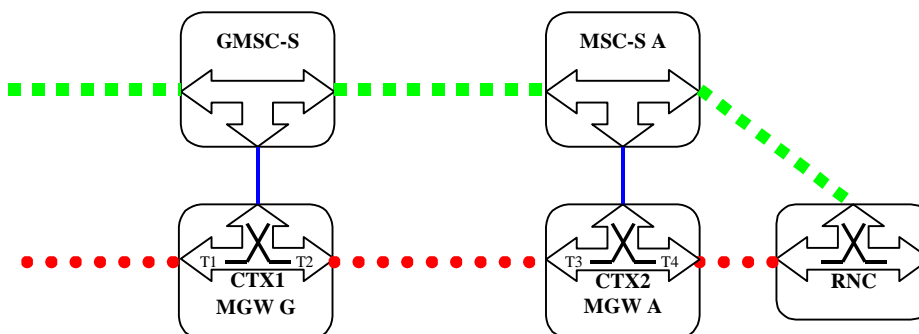 GMSC-S
MSC-S A
T1
T2
CTX1
MGW G
T3
T4
CTX2
MGW A
RNC